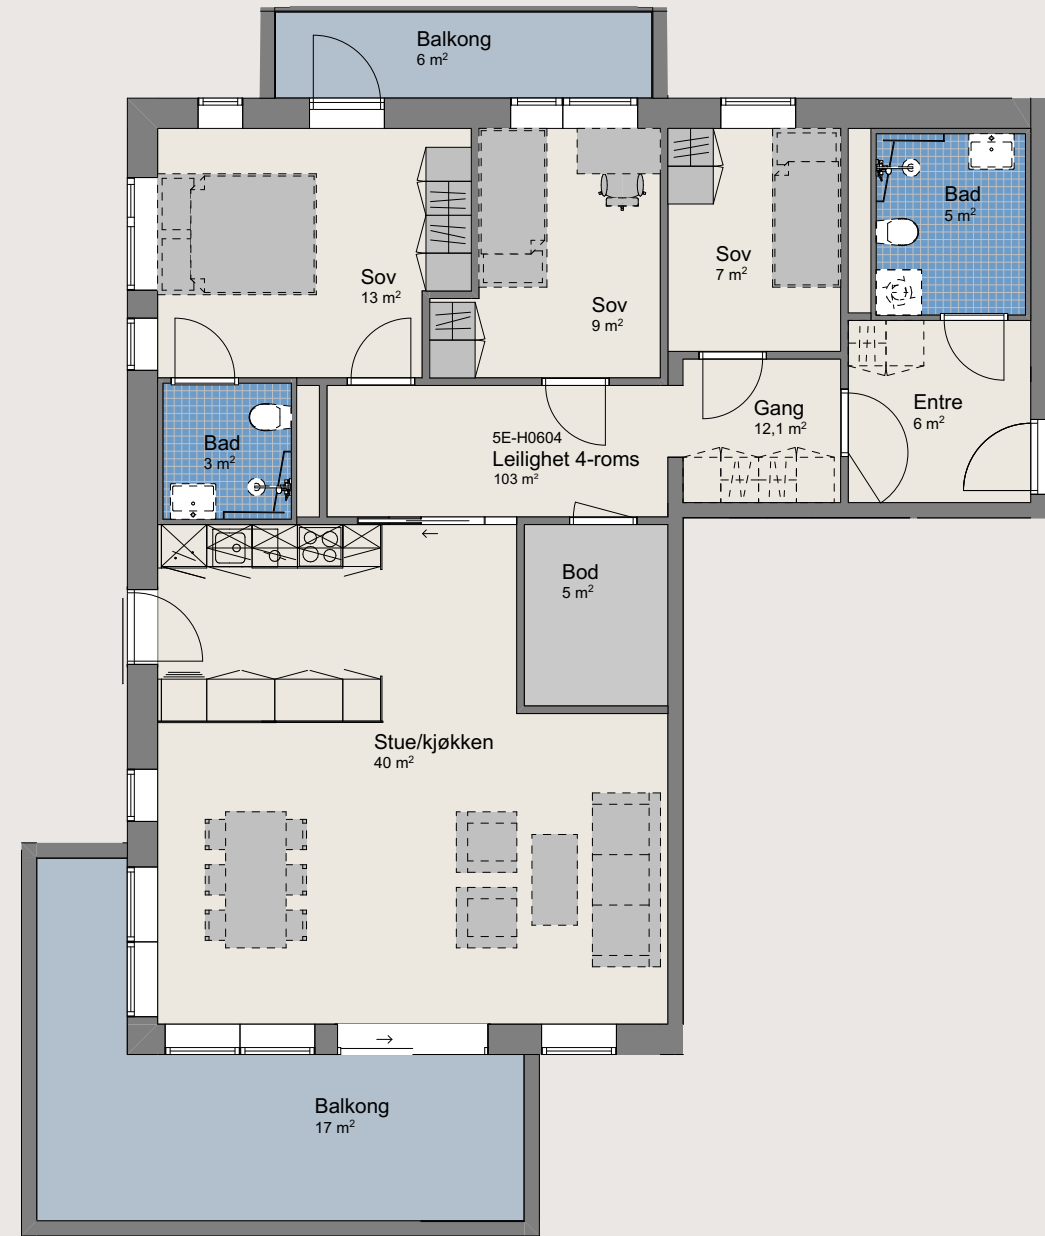 Balkong
6 m²
Bad
5 m²
Sov
13 m²
Sov
9 m²
Sov
7 m²
Entre
6 m²
Gang
12,1 m²
Bad
3 m²
5E-H0604
Leilighet 4-roms
103 m²
Bod
5 m²
Stue/kjøkken
40 m²
Balkong
17 m²